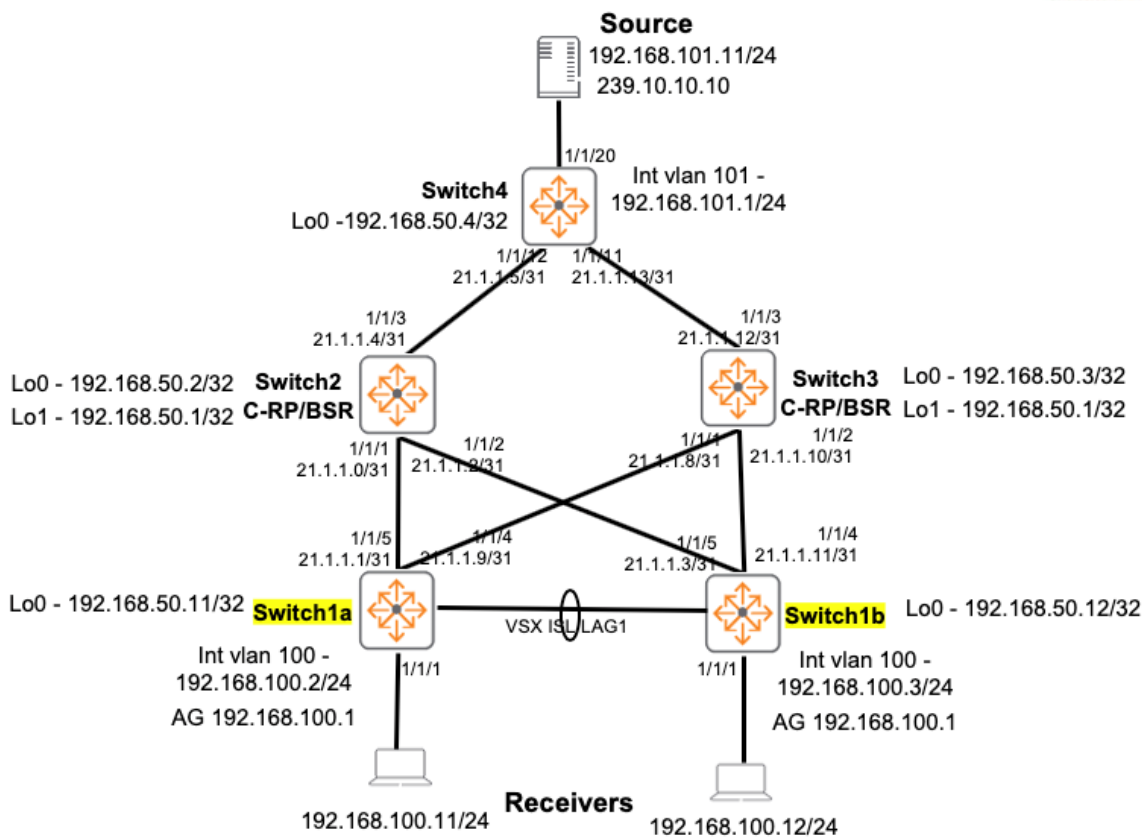 Source
192.168.101.11/24
239.10.10.10
1/1/20
Int vlan 101 -
192.168.101.1/24
Switch4
Lo0 -192.168.50.4/32
1/1/12
21.1.1.5/31
1/1/11
21.1.1.13/31
1/1/3
21.1.1.4/31
1/1/3
21.1.1.12/31
Lo0 - 192.168.50.2/32
Lo1 - 192.168.50.1/32
Switch2
C-RP/BSR
Switch3
C-RP/BSR
Lo0 - 192.168.50.3/32
Lo1 - 192.168.50.1/32
1/1/1
21.1.1.0/31
1/1/2
21.1.1.2/31
1/1/1
21.1.1.8/31
1/1/2
21.1.1.10/31
1/1/5
21.1.1.1/31
1/1/4
21.1.1.9/31
1/1/5
21.1.1.3/31
1/1/4
21.1.1.11/31
Lo0 - 192.168.50.11/32
Switch1a
VSX ISL LAG1
Switch1b
Lo0 - 192.168.50.12/32
Int vlan 100 -
192.168.100.2/24
AG 192.168.100.1
1/1/1
1/1/1
Int vlan 100 -
192.168.100.3/24
AG 192.168.100.1
Receivers
192.168.100.11/24
192.168.100.12/24